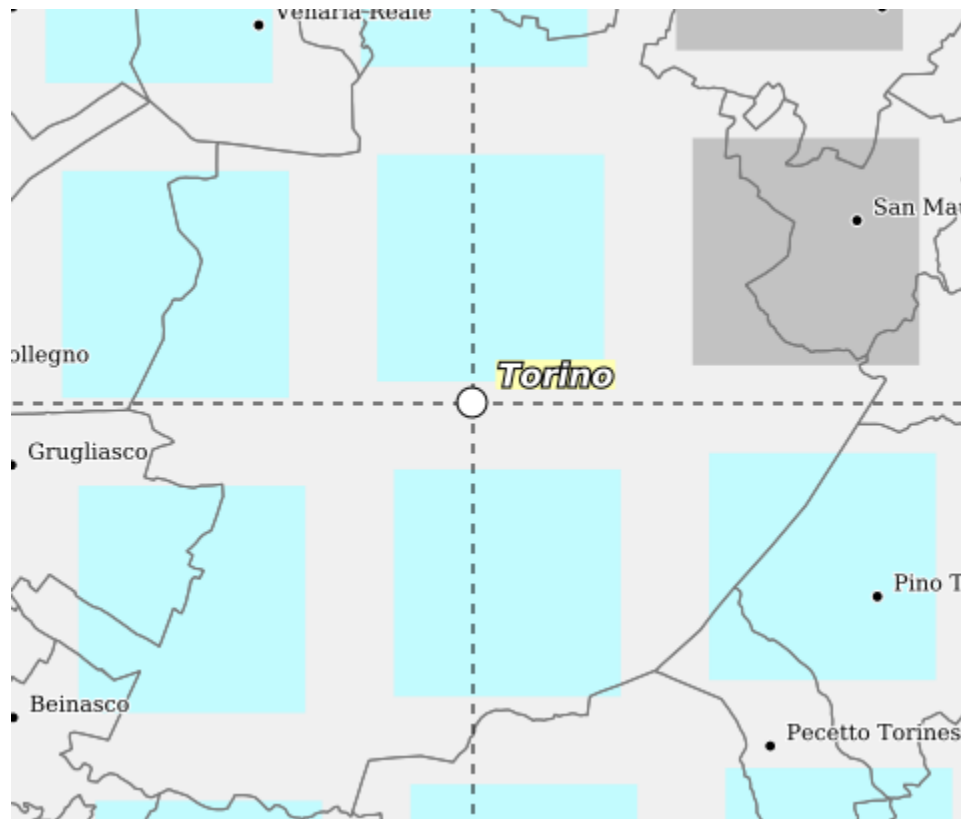 Venaria Reale
San Mau
ollegno
Torino
Grugliasco
Pino T
Beinasco
Pecetto Torines